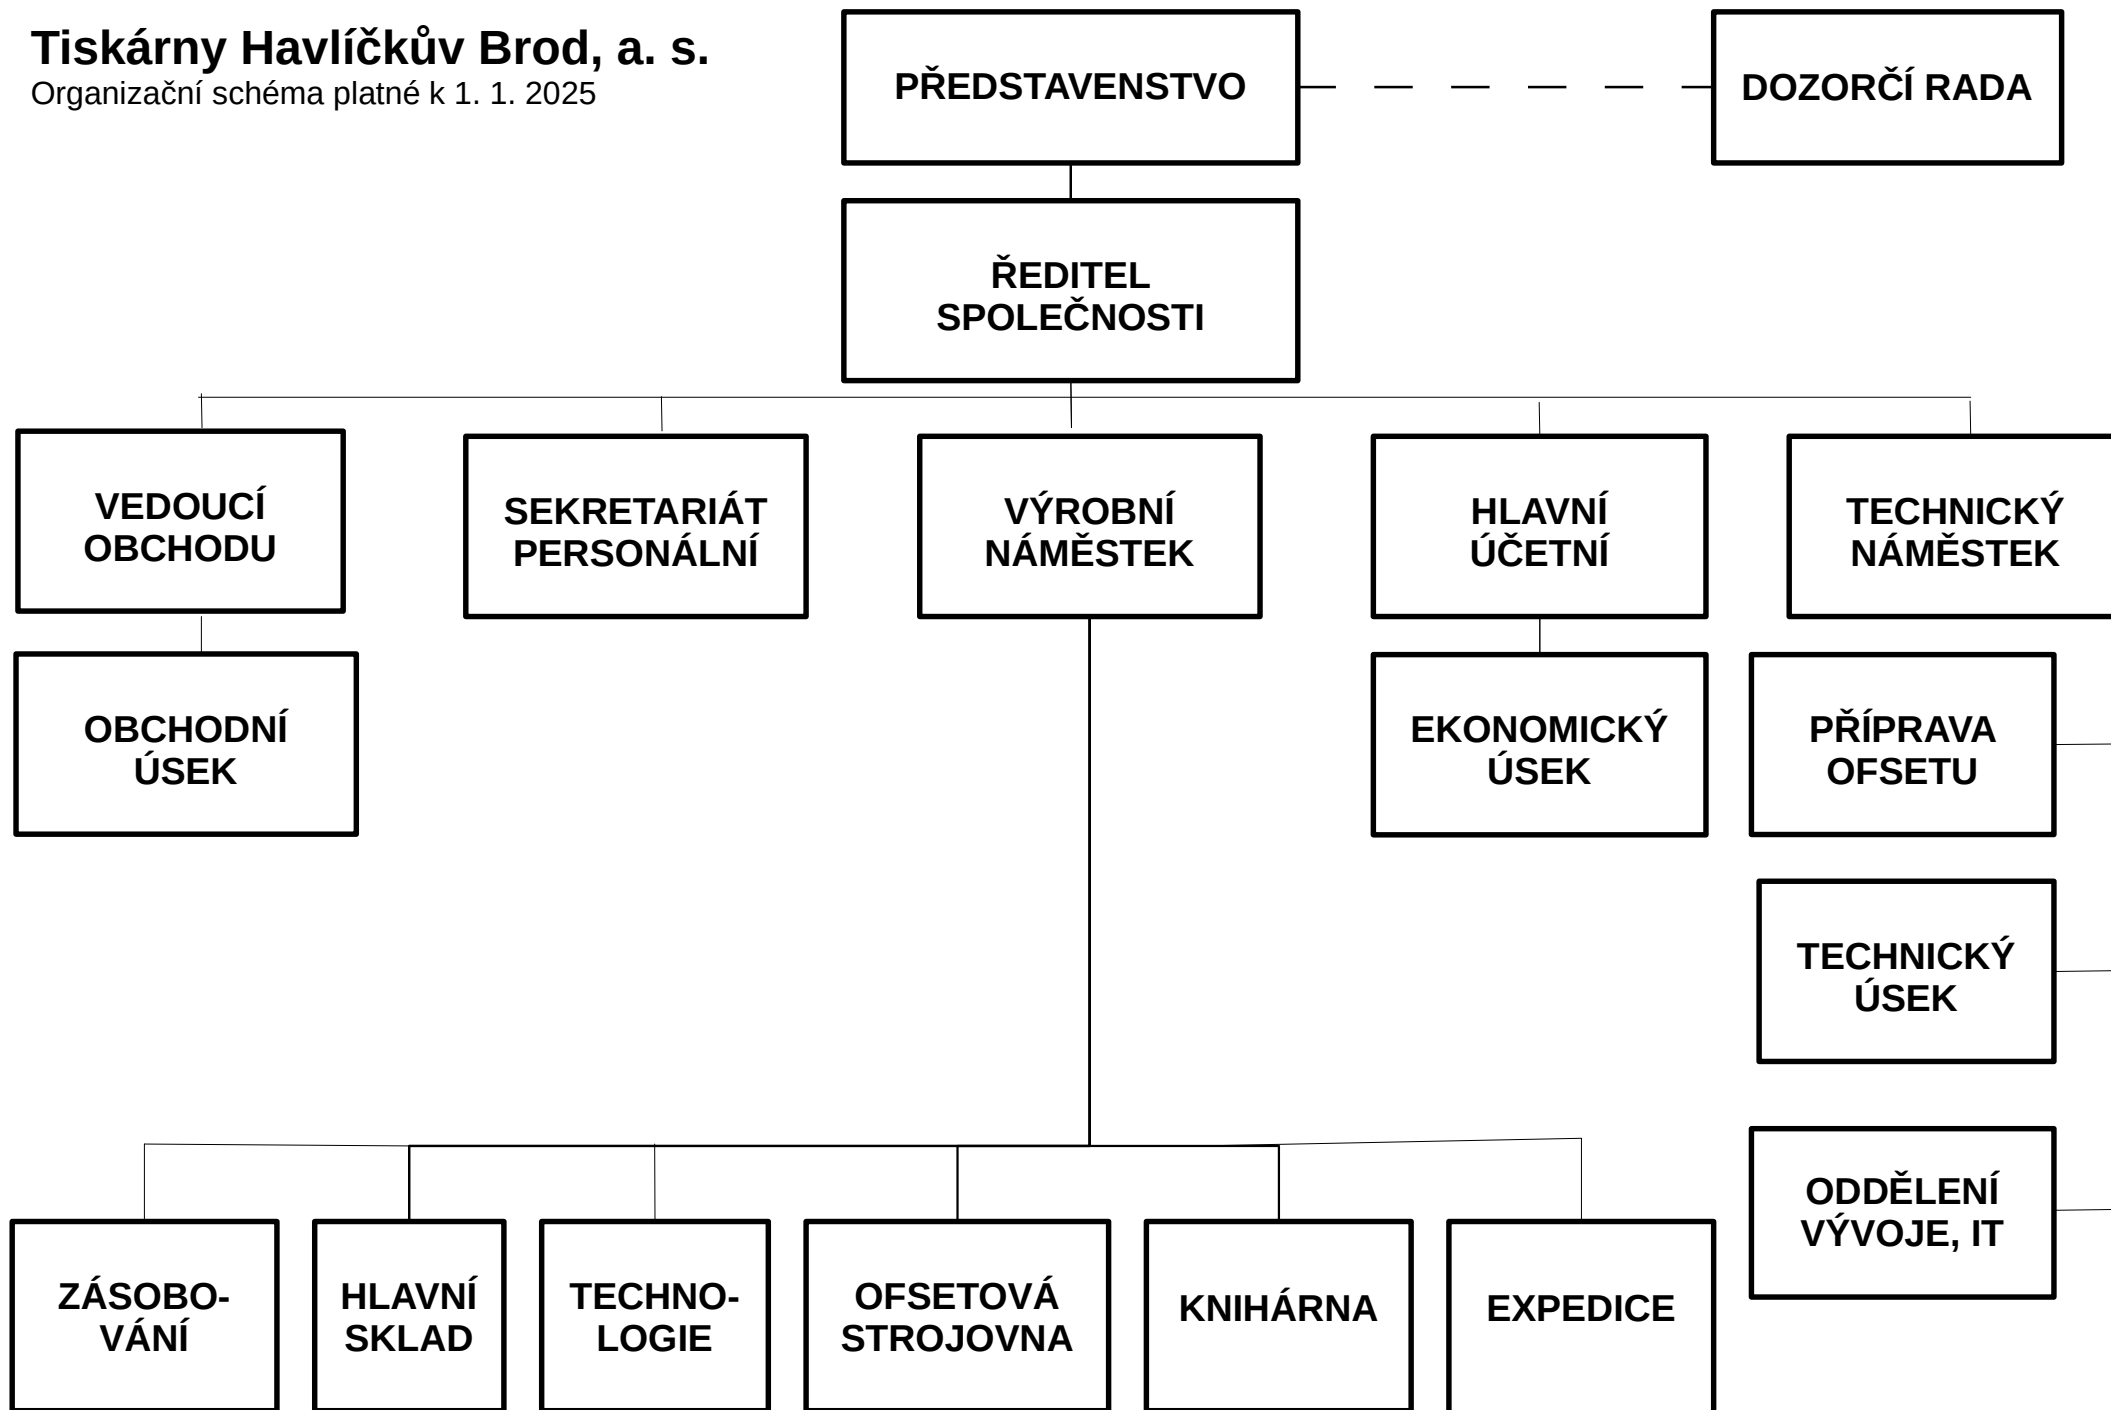 Tiskárny Havlíčkův Brod, a. s.
Organizační schéma platné k 1. 1. 2025
PŘEDSTAVENSTVO
DOZORČÍ RADA
ŘEDITEL
SPOLEČNOSTI
VEDOUCÍ
OBCHODU
SEKRETARIÁT
PERSONÁLNÍ
VÝROBNÍ
NÁMĚSTEK
HLAVNÍ
ÚČETNÍ
TECHNICKÝ
NÁMĚSTEK
OBCHODNÍ
ÚSEK
EKONOMICKÝ
ÚSEK
PŘÍPRAVA
OFSETU
TECHNICKÝ
ÚSEK
ODDĚLENÍ
VÝVOJE, IT
ZÁSOBO-
VÁNÍ
HLAVNÍ
SKLAD
TECHNO-
LOGIE
OFSETOVÁ
STROJOVNA
KNIHÁRNA
EXPEDICE